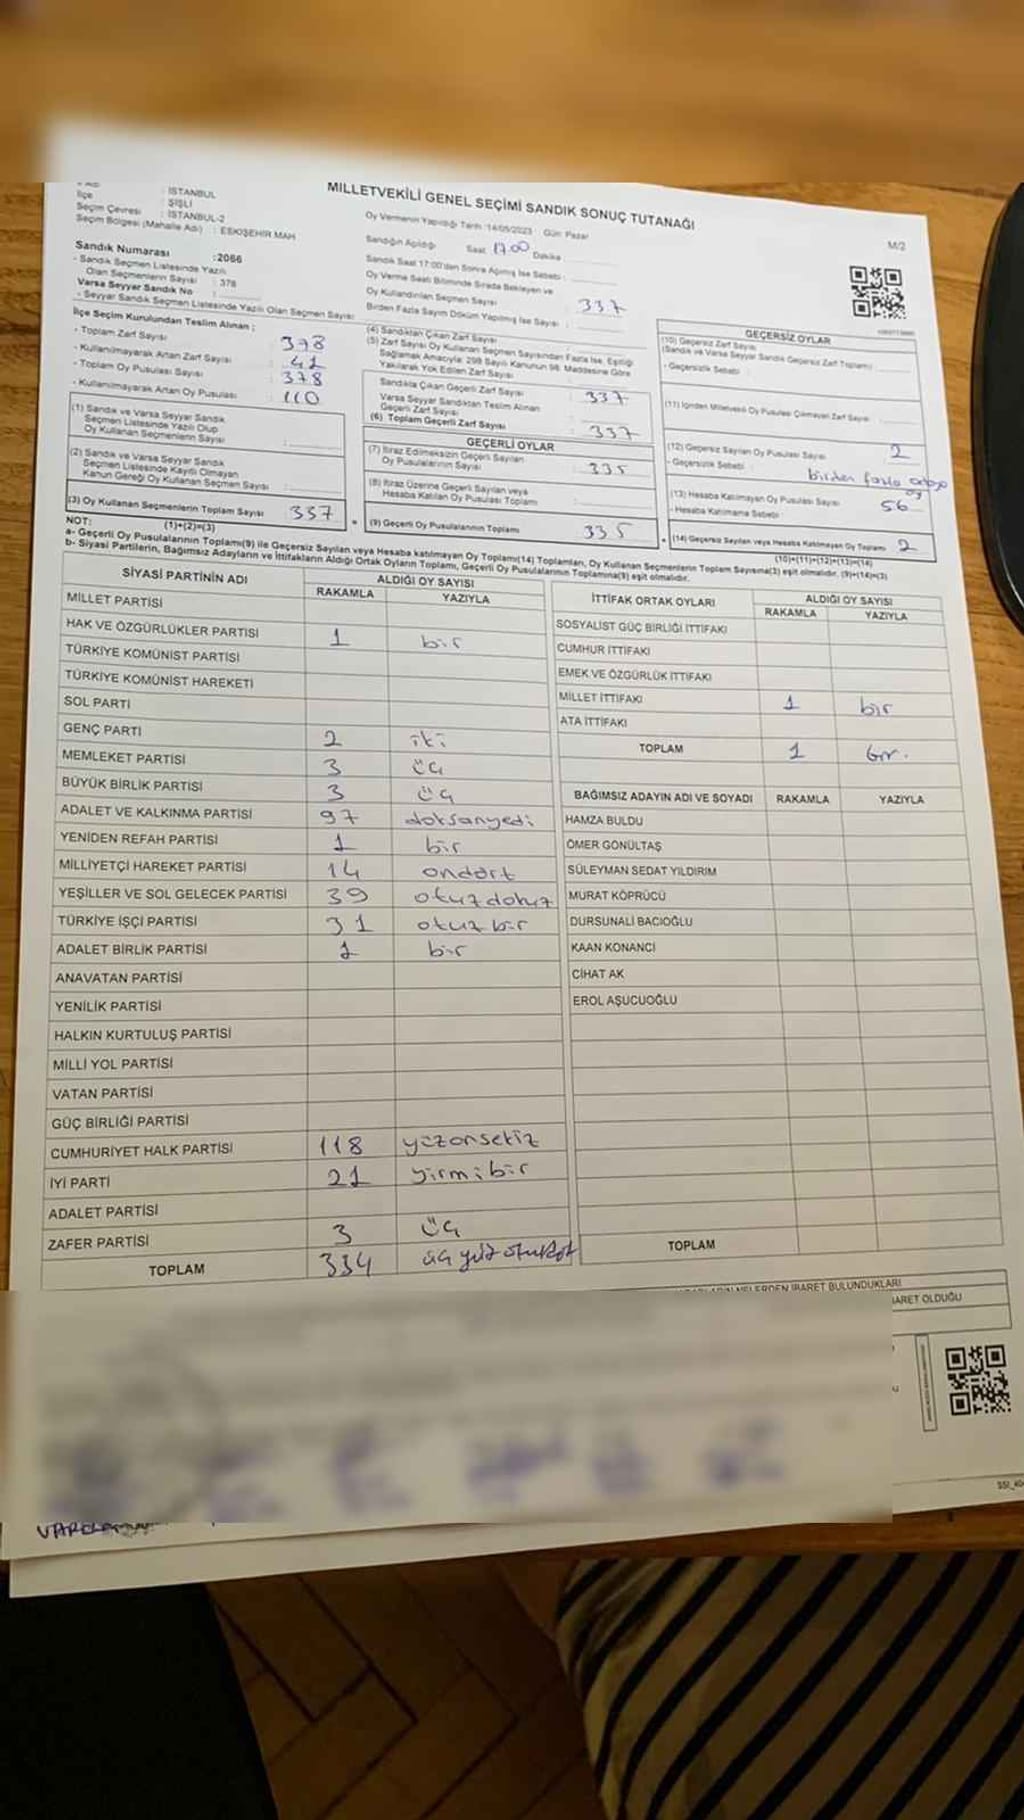 MİLLETVEKİLİ GENEL SEÇİMİ SANDIK SONUÇ TUTANAĞI
M/2
: İSTANBUL
İlçe : ŞİŞLİ
Seçim Çevresi : İSTANBUL-2
Seçim Bölgesi (Mahalle Adı) : ESKİŞEHİR MAH
Sandık Numarası :2066
- Sandık Seçmen Listesinde Yazılı
Olan Seçmenlerin Sayısı : 378
Varsa Seyyar Sandık No :
- Seyyar Sandık Seçmen Listesinde Yazılı Olan Seçmen Sayısı:
Oy Vermenin Yapıldığı Tarih :14/05/2023 Gün: Pazar
Sandığın Açıldığı Saat 17.00 Dakika
Sandık Saat 17:00'dan Sonra Açılmış İse Sebebi :
Oy Verme Saati Bitiminde Sırada Bekleyen ve
Oy Kullandırılan Seçmen Sayısı : 337
Birden Fazla Sayım Döküm Yapılmış İse Sayısı :
İlçe Seçim Kurulundan Teslim Alınan :
- Toplam Zarf Sayısı : 378
- Kullanılmayarak Artan Zarf Sayısı : 41
- Toplam Oy Pusulası Sayısı : 378
- Kullanılmayarak Artan Oy Pusulası : 110
(1) Sandık ve Varsa Seyyar Sandık
Seçmen Listesinde Yazılı Olup
Oy Kullanan Seçmenlerin Sayısı :
(2) Sandık ve Varsa Seyyar Sandık
Seçmen Listesinde Kayıtlı Olmayan
Kanun Gereği Oy Kullanan Seçmen Sayısı :
(3) Oy Kullanan Seçmenlerin Toplam Sayısı : 337
(1)+(2)=(3)
(4) Sandıktan Çıkan Zarf Sayısı
(5) Zarf Sayısı Oy Kullanan Seçmen Sayısından Fazla İse, Eşitliği
Sağlamak Amacıyla; 298 Sayılı Kanunun 98. Maddesine Göre
Yakılarak Yok Edilen Zarf Sayısı :
Sandıkta Çıkan Geçerli Zarf Sayısı : 337
Varsa Seyyar Sandıktan Teslim Alınan
Geçerli Zarf Sayısı :
(6) Toplam Geçerli Zarf Sayısı : 337
GEÇERLİ OYLAR
(7) İtiraz Edilmeksizin Geçerli Sayılan
Oy Pusulalarının Sayısı : 335
(8) İtiraz Üzerine Geçerli Sayılan veya
Hesaba Katılan Oy Pusulası Toplamı :
(9) Geçerli Oy Pusulalarının Toplamı : 335
GEÇERSİZ OYLAR
(10) Geçersiz Zarf Sayısı
(Sandık ve Varsa Seyyar Sandık Geçersiz Zarf Toplamı) :
- Geçersizlik Sebebi :
(11) İçinden Milletvekili Oy Pusulası Çıkmayan Zarf Sayısı :
(12) Geçersiz Sayılan Oy Pusulası Sayısı : 2
- Geçersizlik Sebebi : birden fazla
oy
(13) Hesaba Katılmayan Oy Pusulası Sayısı : 56
- Hesaba Katılmama Sebebi :
(14) Geçersiz Sayılan veya Hesaba Katılmayan Oy Toplamı : 2
(10)+(11)+(12)+(13)=(14)
NOT:
a- Geçerli Oy Pusulalarının Toplamı(9) ile Geçersiz Sayılan veya Hesaba katılmayan Oy Toplamı(14) Toplamları, Oy Kullanan Seçmenlerin Toplam Sayısına(3) eşit olmalıdır. (9)+(14)=(3)
b- Siyasi Partilerin, Bağımsız Adayların ve İttifakların Aldığı Ortak Oyların Toplamı, Geçerli Oy Pusulalarının Toplamına(9) eşit olmalıdır.
SİYASİ PARTİNİN ADI ALDIĞI OY SAYISI
RAKAMLA YAZIYLA
MİLLET PARTİSİ
HAK VE ÖZGÜRLÜKLER PARTİSİ 1 bir
TÜRKİYE KOMÜNİST PARTİSİ
TÜRKİYE KOMÜNİST HAREKETİ
SOL PARTİ
GENÇ PARTİ 2 iki
MEMLEKET PARTİSİ 3 üç
BÜYÜK BİRLİK PARTİSİ 3 üç
ADALET VE KALKINMA PARTİSİ 97 doksanyedi
YENİDEN REFAH PARTİSİ 1 bir
MİLLİYETÇİ HAREKET PARTİSİ 14 ondört
YEŞİLLER VE SOL GELECEK PARTİSİ 39 otuzdokuz
TÜRKİYE İŞÇİ PARTİSİ 31 otuz bir
ADALET BİRLİK PARTİSİ 1 bir
ANAVATAN PARTİSİ
YENİLİK PARTİSİ
HALKIN KURTULUŞ PARTİSİ
MİLLİ YOL PARTİSİ
VATAN PARTİSİ
GÜÇ BİRLİĞİ PARTİSİ
CUMHURİYET HALK PARTİSİ 118 yüzonsekiz
İYİ PARTİ 21 yirmibir
ADALET PARTİSİ
ZAFER PARTİSİ 3 üç
TOPLAM 334 üç yüz
İTTİFAK ORTAK OYLARI ALDIĞI OY SAYISI
RAKAMLA YAZIYLA
SOSYALİST GÜÇ BİRLİĞİ İTTİFAKI
CUMHUR İTTİFAKI
EMEK VE ÖZGÜRLÜK İTTİFAKI
MİLLET İTTİFAKI 1 bir
ATA İTTİFAKI
TOPLAM 1 bir.
BAĞIMSIZ ADAYIN ADI VE SOYADI RAKAMLA YAZIYLA
HAMZA BULDU
ÖMER GÖNÜLTAŞ
SÜLEYMAN SEDAT YILDIRIM
MURAT KÖPRÜCÜ
DURSUNALİ BACIOĞLU
KAAN KONANCI
CİHAT AK
EROL AŞUCUOĞLU
TOPLAM
İBARET BULUNDUKLARI
OLDUĞU